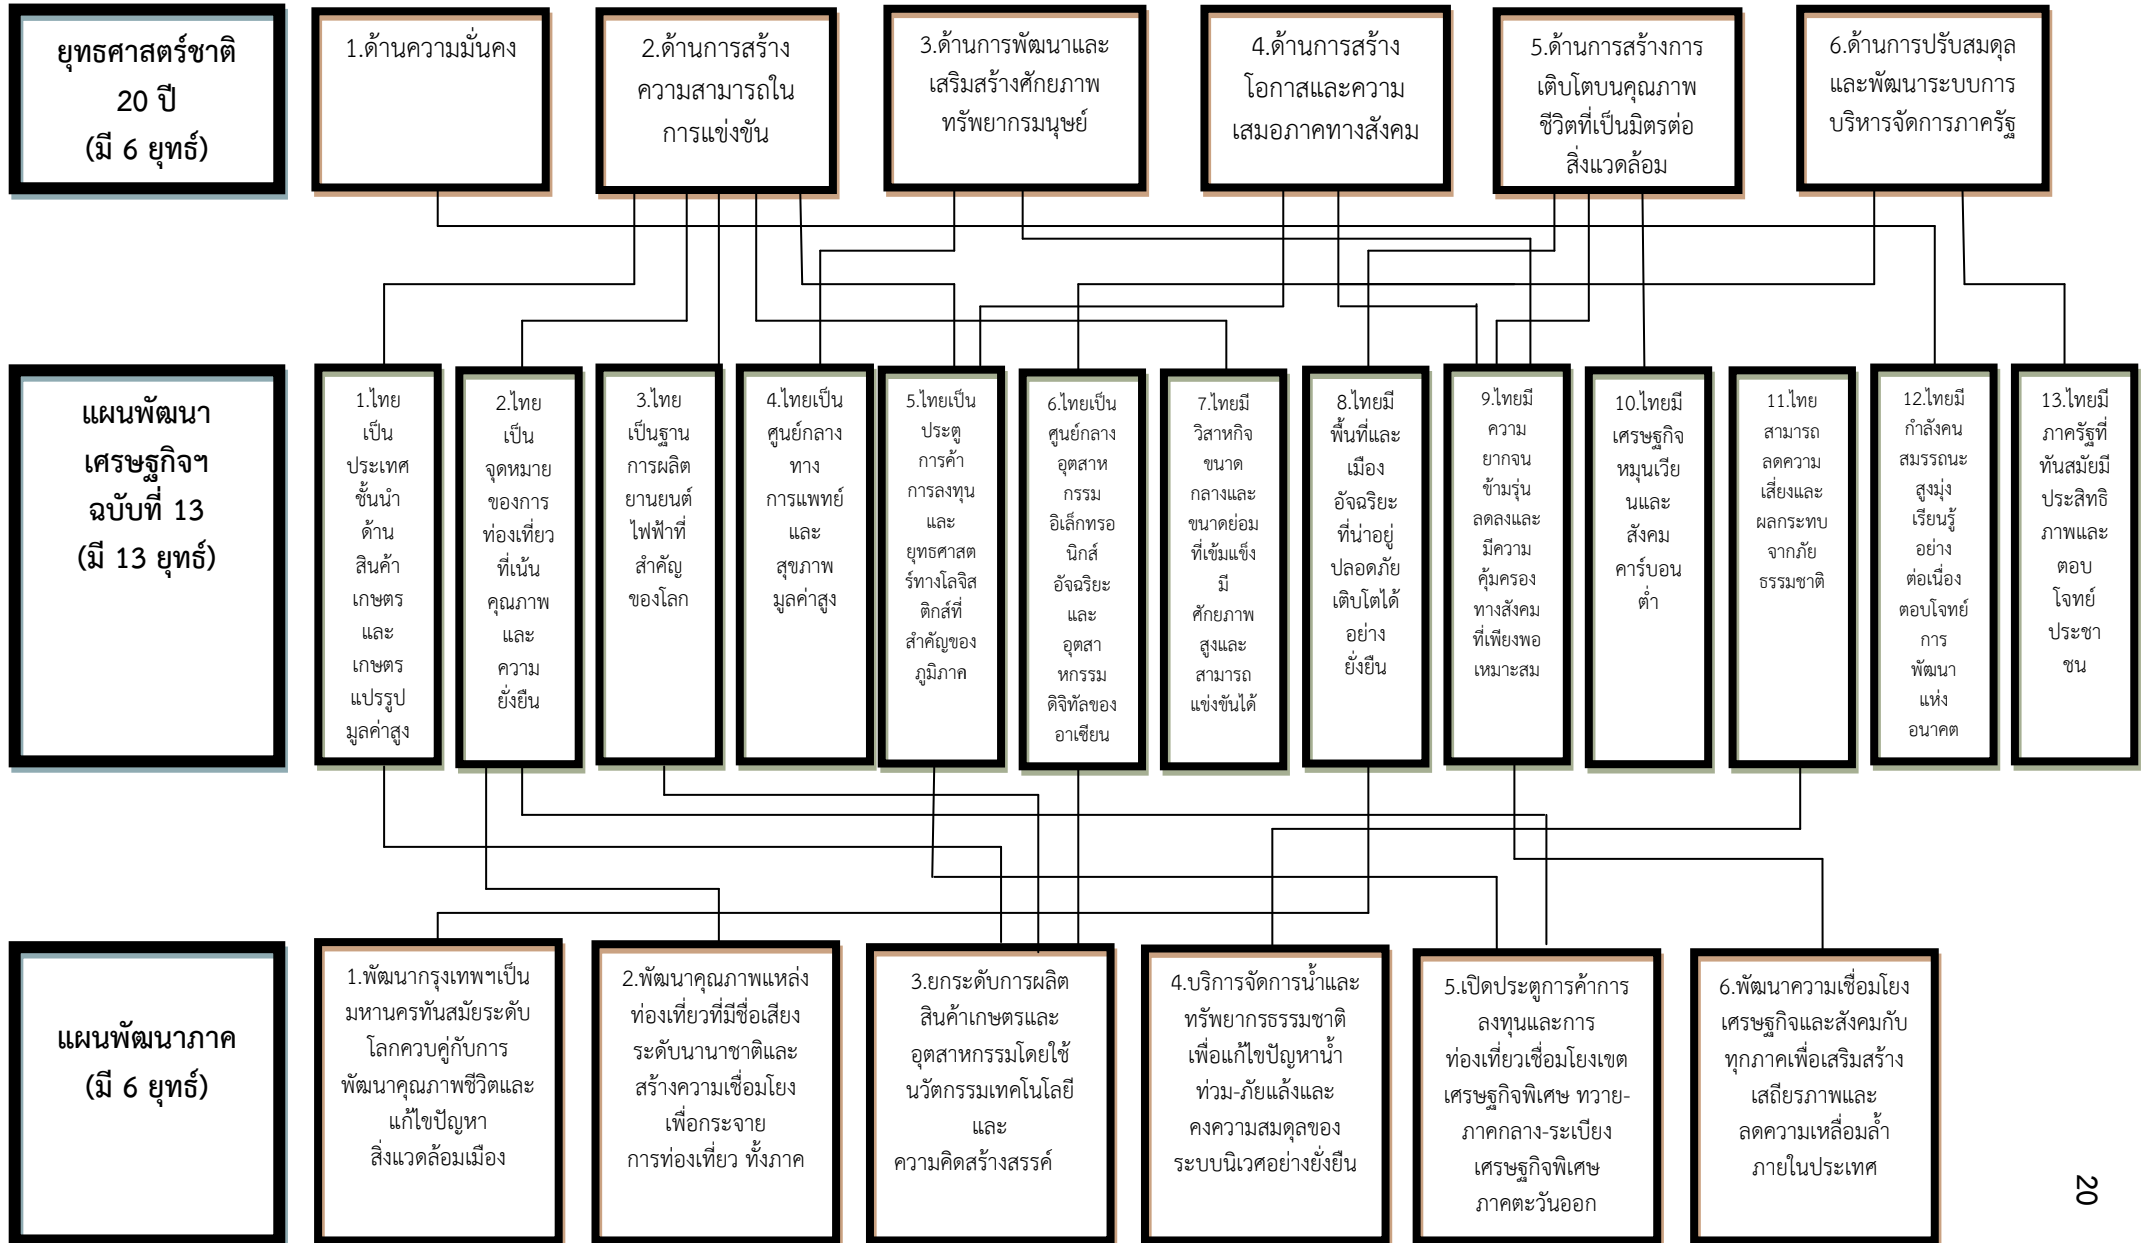 ยุทธศาสตร์ชาติ
20 ปี
(มี 6 ยุทธ์)
1.ด้านความมั่นคง
2.ด้านการสร้าง
ความสามารถใน
การแข่งขัน
3.ด้านการพัฒนาและ
เสริมสร้างศักยภาพ
ทรัพยากรมนุษย์
4.ด้านการสร้าง
โอกาสและความ
เสมอภาคทางสังคม
5.ด้านการสร้างการ
เติบโตบนคุณภาพ
ชีวิตที่เป็นมิตรต่อ
สิ่งแวดล้อม
6.ด้านการปรับสมดุล
และพัฒนาระบบการ
บริหารจัดการภาครัฐ
แผนพัฒนา
เศรษฐกิจฯ
ฉบับที่ 13
(มี 13 ยุทธ์)
1.ไทย
เป็น
ประเทศ
ชั้นนำ
ด้าน
สินค้า
เกษตร
และ
เกษตร
แปรรูป
มูลค่าสูง
2.ไทย
เป็น
จุดหมาย
ของการ
ท่องเที่ยว
ที่เน้น
คุณภาพ
และ
ความ
ยั่งยืน
3.ไทย
เป็นฐาน
การผลิต
ยานยนต์
ไฟฟ้าที่
สำคัญ
ของโลก
4.ไทยเป็น
ศูนย์กลาง
ทาง
การแพทย์
และ
สุขภาพ
มูลค่าสูง
5.ไทยเป็น
ประตู
การค้า
การลงทุน
และ
ยุทธศาสต
ร์ทางโลจิส
ติกส์ที่
สำคัญของ
ภูมิภาค
6.ไทยเป็น
ศูนย์กลาง
อุตสาห
กรรม
อิเล็กทรอ
นิกส์
อัจฉริยะ
และ
อุตสา
หกรรม
ดิจิทัลของ
อาเซียน
7.ไทยมี
วิสาหกิจ
ขนาด
กลางและ
ขนาดย่อม
ที่เข้มแข็ง
มี
ศักยภาพ
สูงและ
สามารถ
แข่งขันได้
8.ไทยมี
พื้นที่และ
เมือง
อัจฉริยะ
ที่น่าอยู่
ปลอดภัย
เติบโตได้
อย่าง
ยั่งยืน
9.ไทยมี
ความ
ยากจน
ข้ามรุ่น
ลดลงและ
มีความ
คุ้มครอง
ทางสังคม
ที่เพียงพอ
เหมาะสม
10.ไทยมี
เศรษฐกิจ
หมุนเวีย
นและ
สังคม
คาร์บอน
ต่ำ
11.ไทย
สามารถ
ลดความ
เสี่ยงและ
ผลกระทบ
จากภัย
ธรรมชาติ
12.ไทยมี
กำลังคน
สมรรถนะ
สูงมุ่ง
เรียนรู้
อย่าง
ต่อเนื่อง
ตอบโจทย์
การ
พัฒนา
แห่ง
อนาคต
13.ไทยมี
ภาครัฐที่
ทันสมัยมี
ประสิทธิ
ภาพและ
ตอบ
โจทย์
ประชา
ชน
แผนพัฒนาภาค
(มี 6 ยุทธ์)
1.พัฒนากรุงเทพฯเป็น
มหานครทันสมัยระดับ
โลกควบคู่กับการ
พัฒนาคุณภาพชีวิตและ
แก้ไขปัญหา
สิ่งแวดล้อมเมือง
2.พัฒนาคุณภาพแหล่ง
ท่องเที่ยวที่มีชื่อเสียง
ระดับนานาชาติและ
สร้างความเชื่อมโยง
เพื่อกระจาย
การท่องเที่ยว ทั้งภาค
3.ยกระดับการผลิต
สินค้าเกษตรและ
อุตสาหกรรมโดยใช้
นวัตกรรมเทคโนโลยี
และ
ความคิดสร้างสรรค์
4.บริการจัดการน้ำและ
ทรัพยากรธรรมชาติ
เพื่อแก้ไขปัญหาน้ำ
ท่วม-ภัยแล้งและ
คงความสมดุลของ
ระบบนิเวศอย่างยั่งยืน
5.เปิดประตูการค้าการ
ลงทุนและการ
ท่องเที่ยวเชื่อมโยงเขต
เศรษฐกิจพิเศษ ทวาย-
ภาคกลาง-ระเบียง
เศรษฐกิจพิเศษ
ภาคตะวันออก
6.พัฒนาความเชื่อมโยง
เศรษฐกิจและสังคมกับ
ทุกภาคเพื่อเสริมสร้าง
เสถียรภาพและ
ลดความเหลื่อมล้ำ
ภายในประเทศ
20